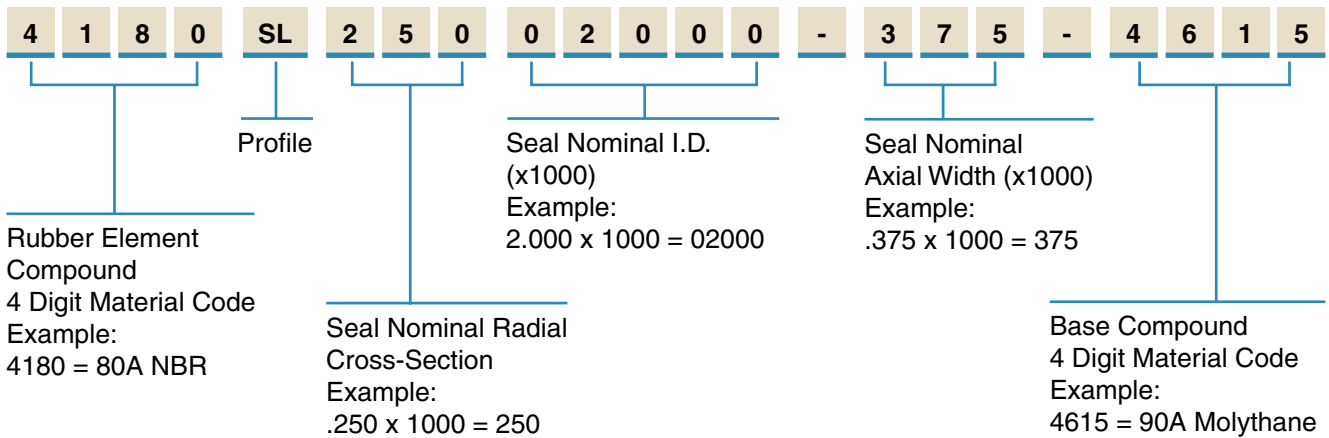 4 1 8 0 SL 2 5 0 0 2 0 0 0 - 3 7 5 - 4 6 1 5
Rubber Element
Compound
4 Digit Material Code
Example:
4180 = 80A NBR
Profile
Seal Nominal Radial
Cross-Section
Example:
.250 x 1000 = 250
Seal Nominal I.D.
(x1000)
Example:
2.000 x 1000 = 02000
Seal Nominal
Axial Width (x1000)
Example:
.375 x 1000 = 375
Base Compound
4 Digit Material Code
Example:
4615 = 90A Molythane